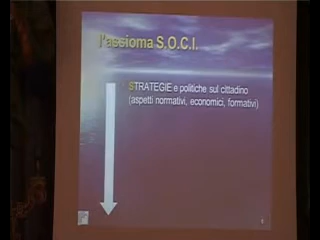 l'assioma S.O.C.I.
STRATEGIE e politiche sul cittadino
(aspetti normativi, economici, formativi)